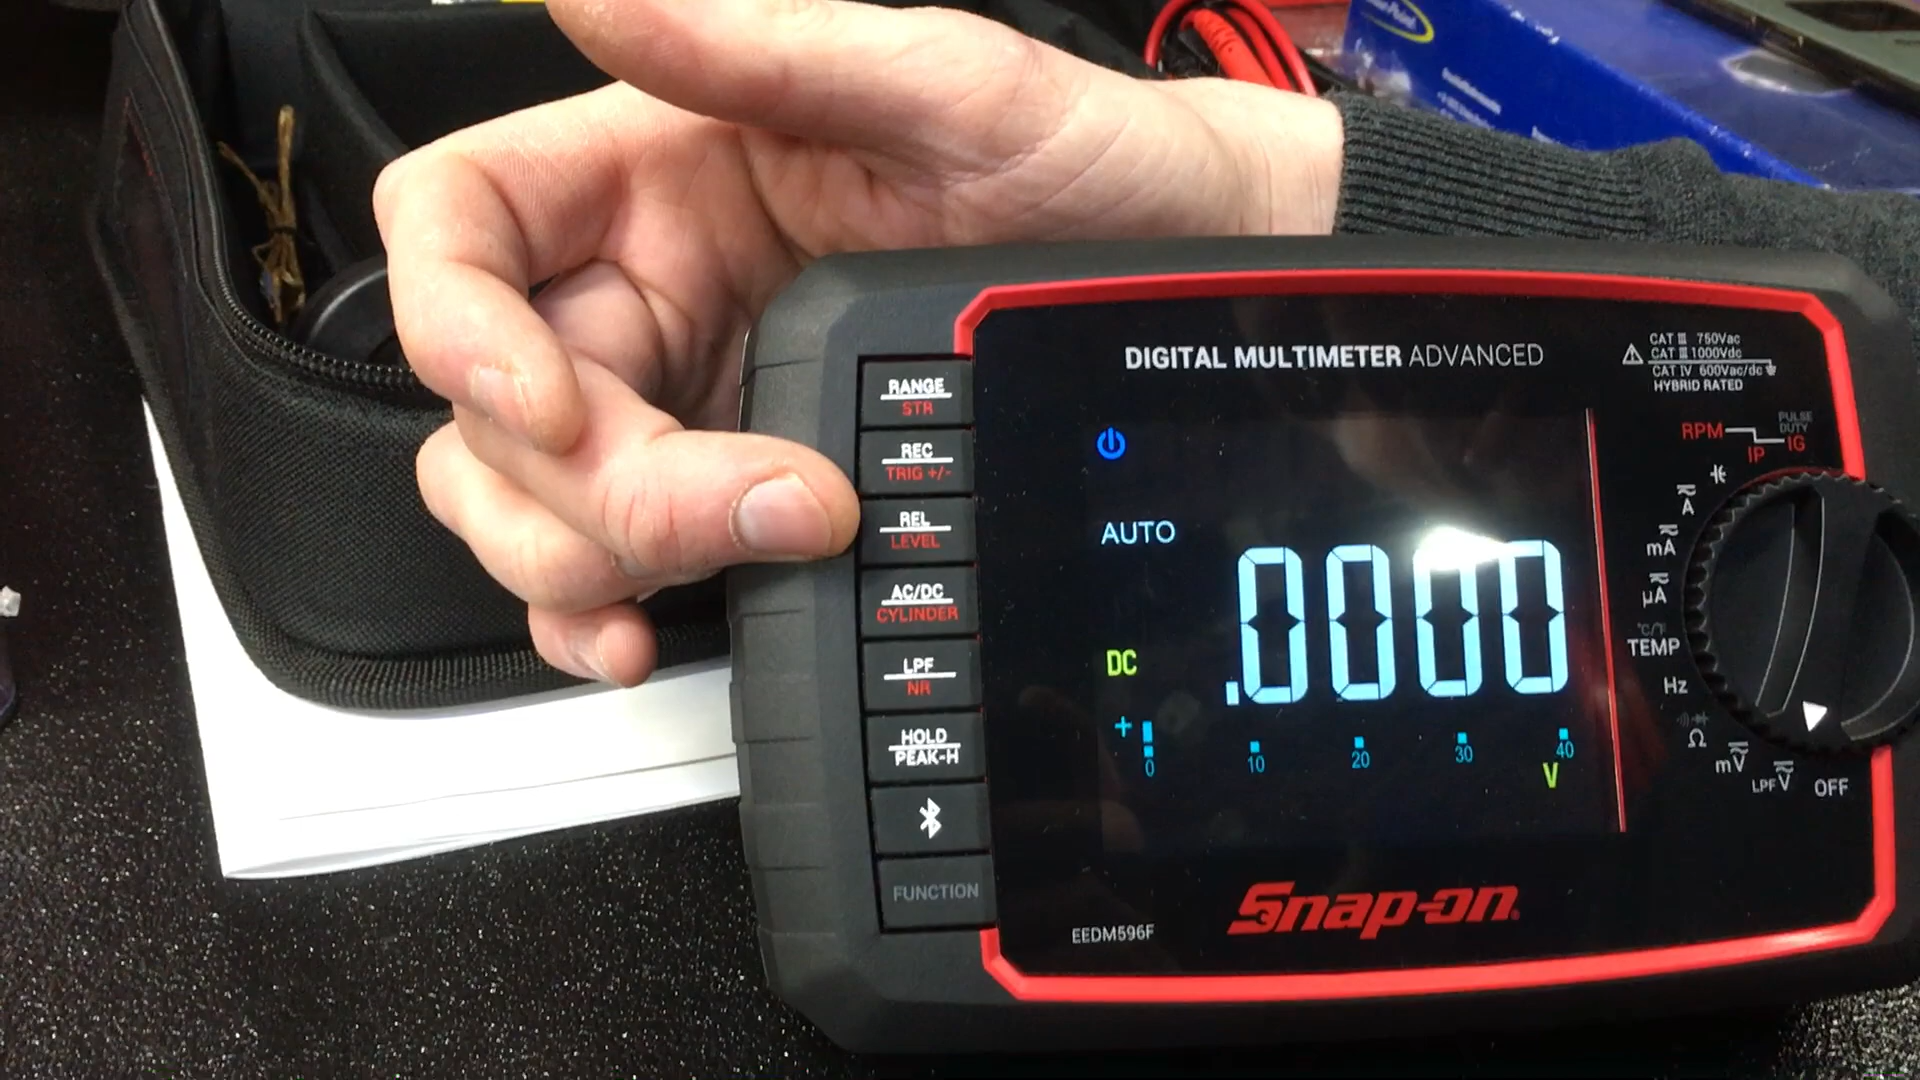 DIGITAL MULTIMETER ADVANCED
CAT III 750Vac
CAT III 1000Vdc
CAT IV 600Vac/dc
HYBRID RATED
RANGE
STR
REC
TRIG +/-
REL
LEVEL
AC/DC
CYLINDER
LPF
NR
HOLD
PEAK-H
FUNCTION
AUTO
.0000
DC
+
0 10 20 30 40
V
PULSE
DUTY
RPM IP IG
A
mA
µA
°C/°F
TEMP
Hz
Ω
mV
LPF V
OFF
Snap-on
EEDM596F